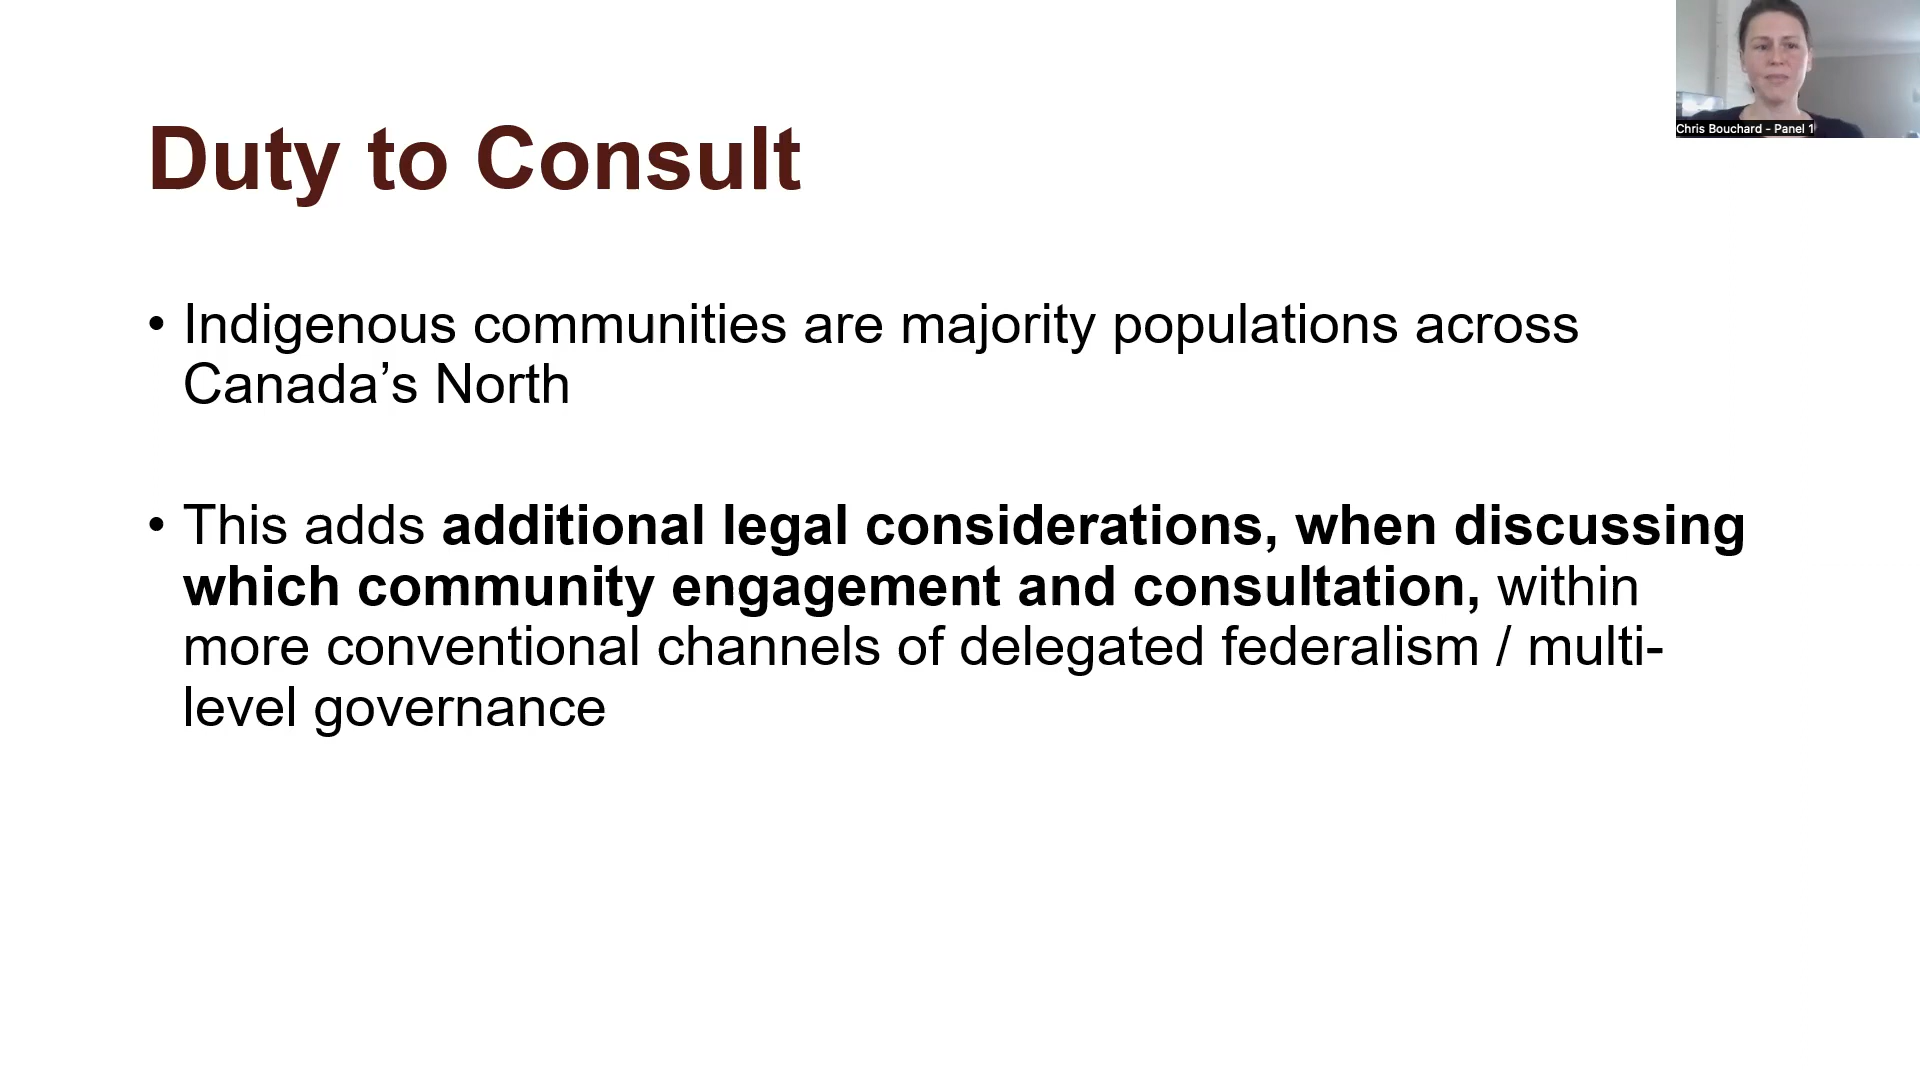 Chris Bouchard - Panel 1
Duty to Consult
• Indigenous communities are majority populations across
Canada’s North
• This adds additional legal considerations, when discussing
which community engagement and consultation, within
more conventional channels of delegated federalism / multi-
level governance